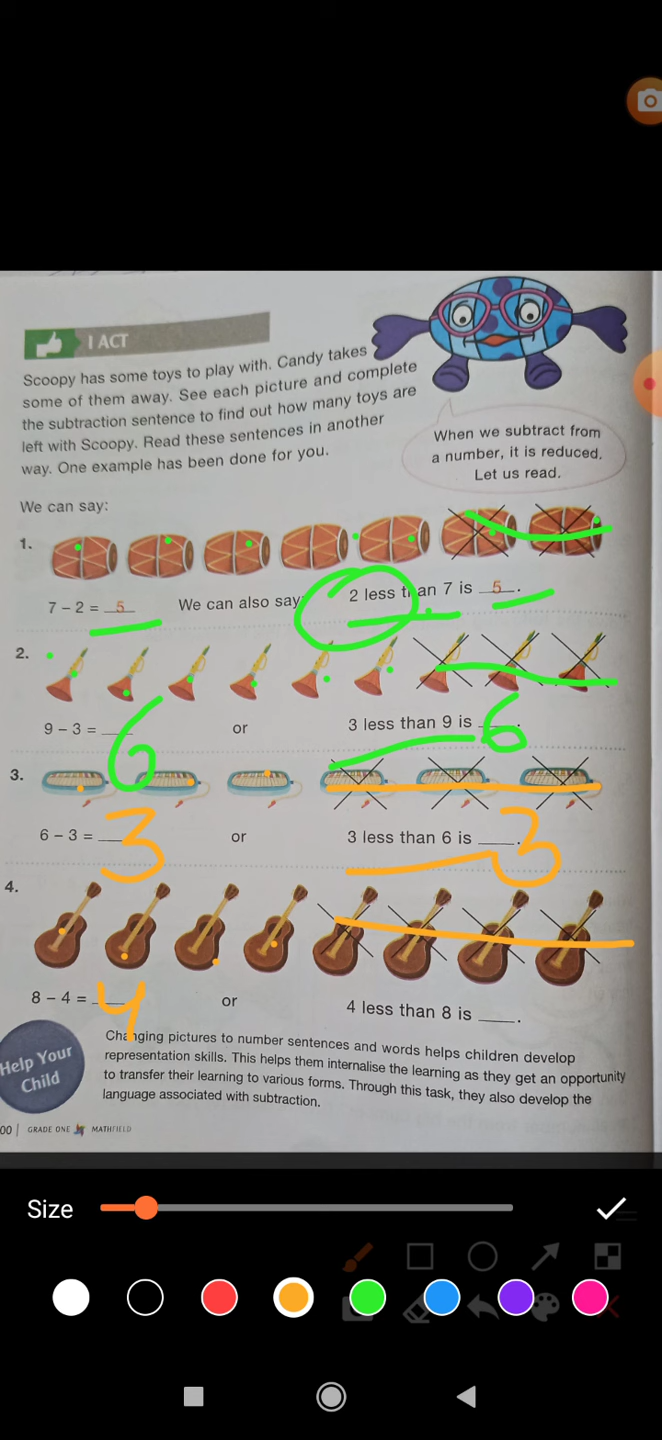 I ACT
Scoopy has some toys to play with. Candy takes
some of them away. See each picture and complete
the subtraction sentence to find out how many toys are
left with Scoopy. Read these sentences in another
way. One example has been done for you.
When we subtract from
a number, it is reduced.
Let us read.
We can say:
1.
7 – 2 = 5 We can also say 2 less than 7 is 5.
2.
9 – 3 = 6 or 3 less than 9 is 6.
3.
6 – 3 = 3 or 3 less than 6 is 3.
4.
8 – 4 = 4 or 4 less than 8 is ____.
Help Your
Child
Changing pictures to number sentences and words helps children develop
representation skills. This helps them internalise the learning as they get an opportunity
to transfer their learning to various forms. Through this task, they also develop the
language associated with subtraction.
00 | GRADE ONE MATHFIELD
Size